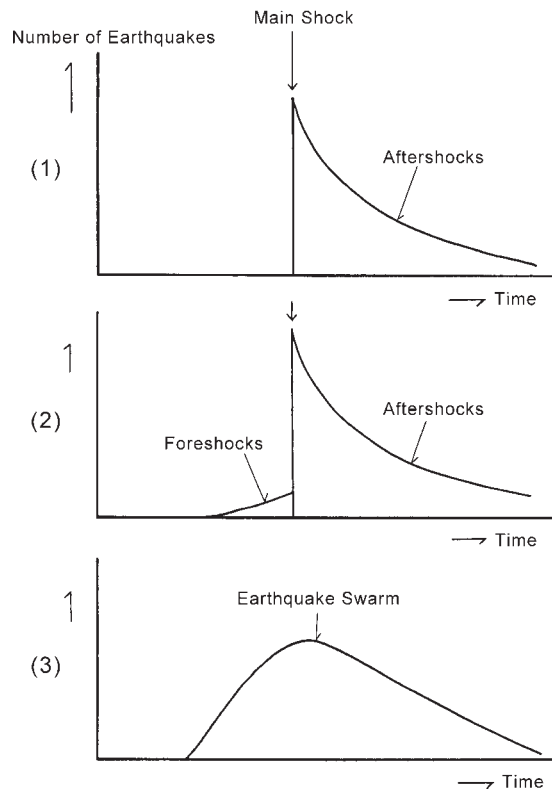 Main Shock
Number of Earthquakes
(1)
Aftershocks
Time
(2)
Foreshocks
Aftershocks
Time
Earthquake Swarm
(3)
Time